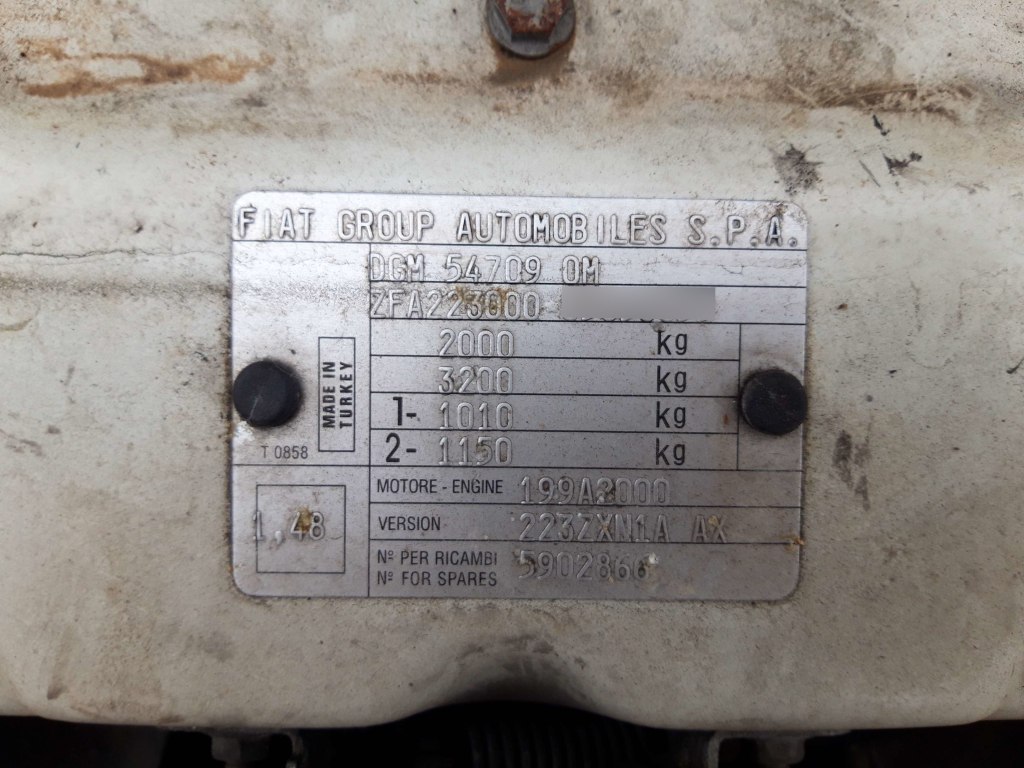 FIAT GROUP AUTOMOBILES S.P.A.
DGM 54709 OM
ZFA223000
2000 kg
3200 kg
1- 1010 kg
2- 1150 kg
MADE IN
TURKEY
T 0858
MOTORE - ENGINE 199A2000
VERSION 223ZXN1A AX
1,48
Nº PER RICAMBI
Nº FOR SPARES
5902866